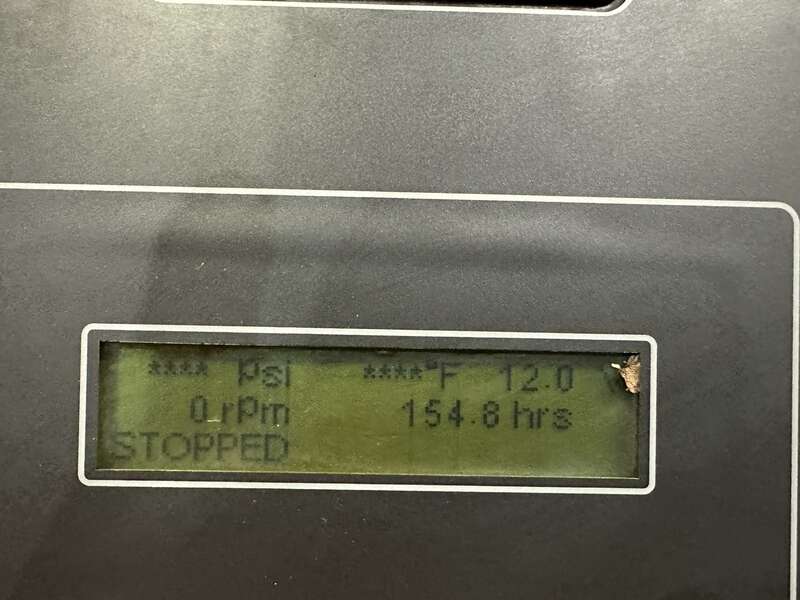 **** psi ****°F 12.0
0 rpm 154.8 hrs
STOPPED